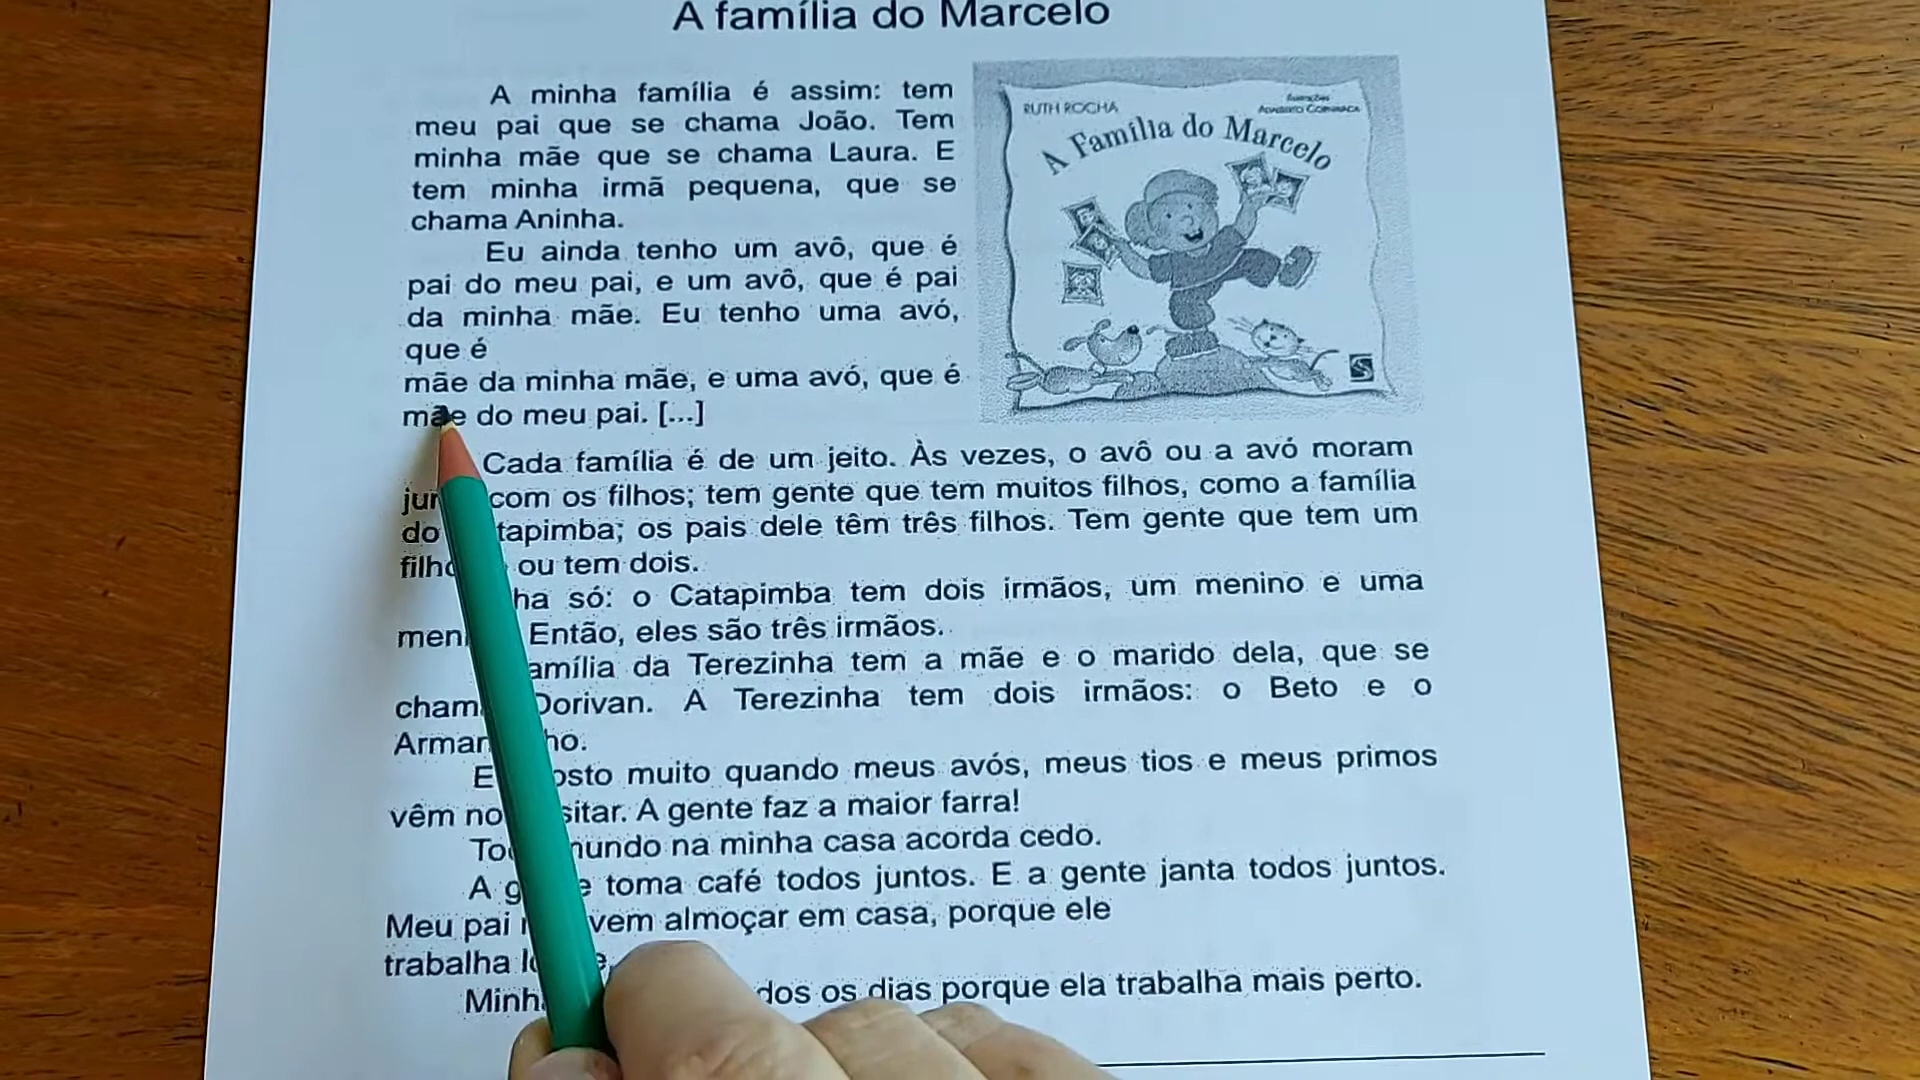 A família do Marcelo
A minha família é assim: tem
meu pai que se chama João. Tem
minha mãe que se chama Laura. E
tem minha irmã pequena, que se
chama Aninha.
Eu ainda tenho um avô, que é
pai do meu pai, e um avô, que é pai
da minha mãe. Eu tenho uma avó,
que é
mãe da minha mãe, e uma avó, que é
mãe do meu pai. [...]
RUTH ROCHA
A Família do Marcelo
Cada família é de um jeito. Às vezes, o avô ou a avó moram
com os filhos; tem gente que tem muitos filhos, como a família
do tapimba; os pais dele têm três filhos. Tem gente que tem um
ou tem dois.
só: o Catapimba tem dois irmãos, um menino e uma
Então, eles são três irmãos.
amília da Terezinha tem a mãe e o marido dela, que se
Dorivan. A Terezinha tem dois irmãos: o Beto e o
muito quando meus avós, meus tios e meus primos
vêm sitar. A gente faz a maior farra!
mundo na minha casa acorda cedo.
A toma café todos juntos. E a gente janta todos juntos.
Meu pai vem almoçar em casa, porque ele
trabalha
dos os dias porque ela trabalha mais perto.